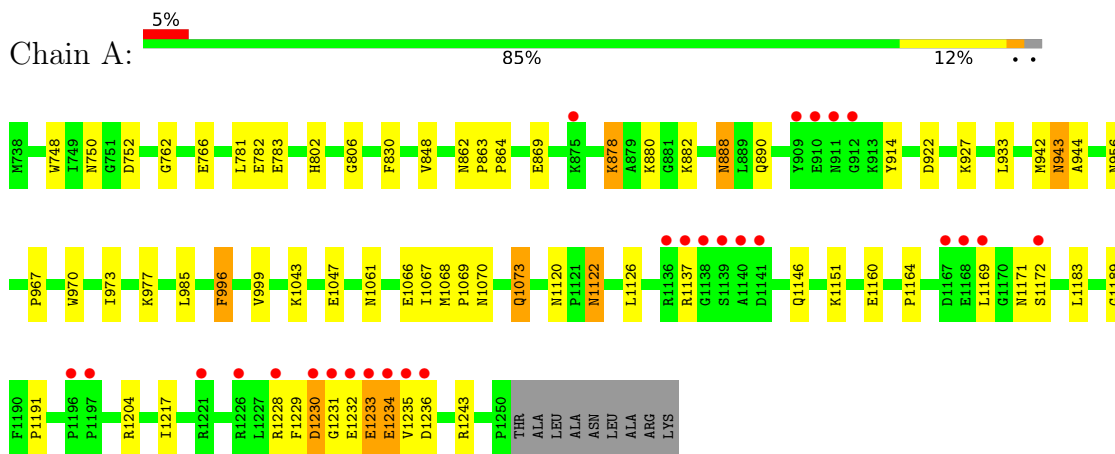 5%
Chain A:
85% 12% • •
M738 W748 I749 N750 G751 D752 G762 E766 L781 E782 E783 H802 G806 F830 V848 N862 P863 P864 E869 K875 K878 A879 K880 G881 K882 N888 L889 Q890 Y909 E910 N911 G912 K913 Y914 D922 K927 L933 M942 N943 A944 N956
P967 W970 I973 K977 L985 F996 V999 K1043 E1047 N1061 E1066 I1067 M1068 P1069 N1070 Q1073 N1120 P1121 N1122 L1126 R1136 R1137 G1138 S1139 A1140 D1141 Q1146 K1151 E1160 P1164 D1167 E1168 L1169 G1170 N1171 S1172 L1183 G1189
F1190 P1191 P1196 P1197 R1204 I1217 R1221 R1226 L1227 R1228 F1229 D1230 G1231 E1232 E1233 E1234 V1235 D1236 R1243 P1250 THR ALA LEU ALA ASN LEU ALA ARG LYS